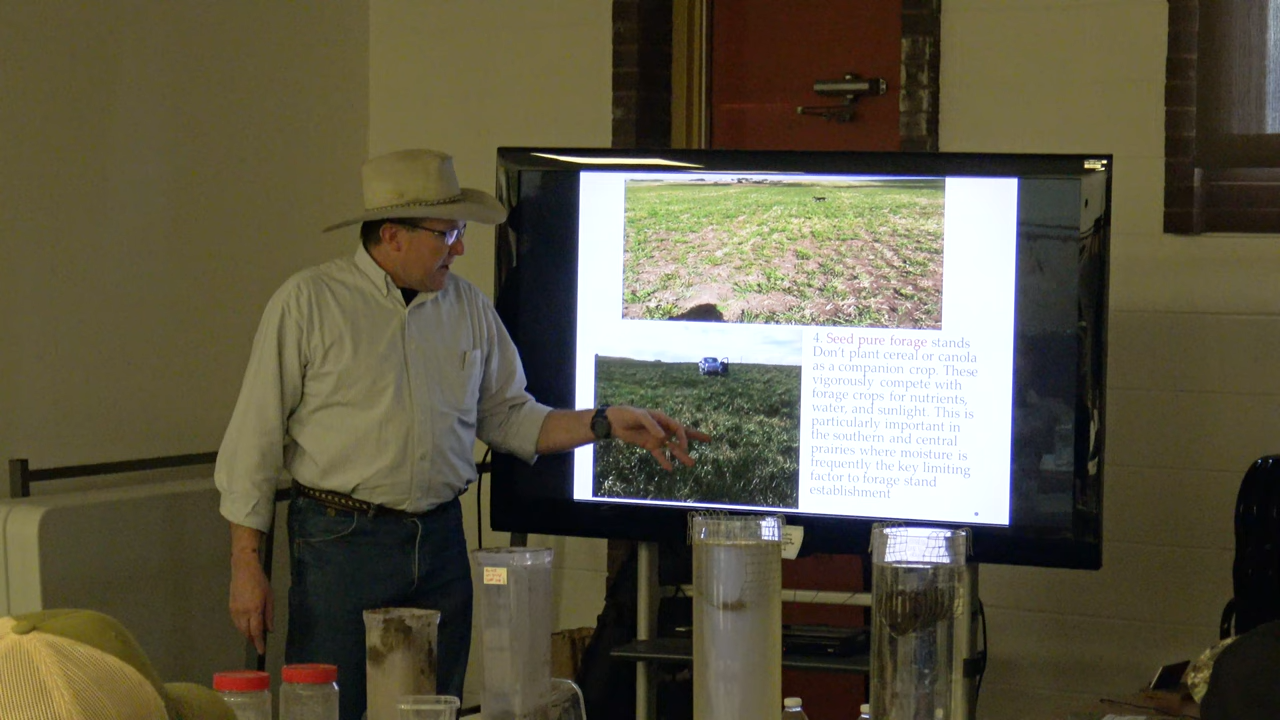 4. Seed pure forage stands
Don't plant cereal or canola
as a companion crop. These
vigorously compete with
forage crops for nutrients,
water, and sunlight. This is
particularly important in
the southern and central
prairies where moisture is
frequently the key limiting
factor to forage stand
establishment